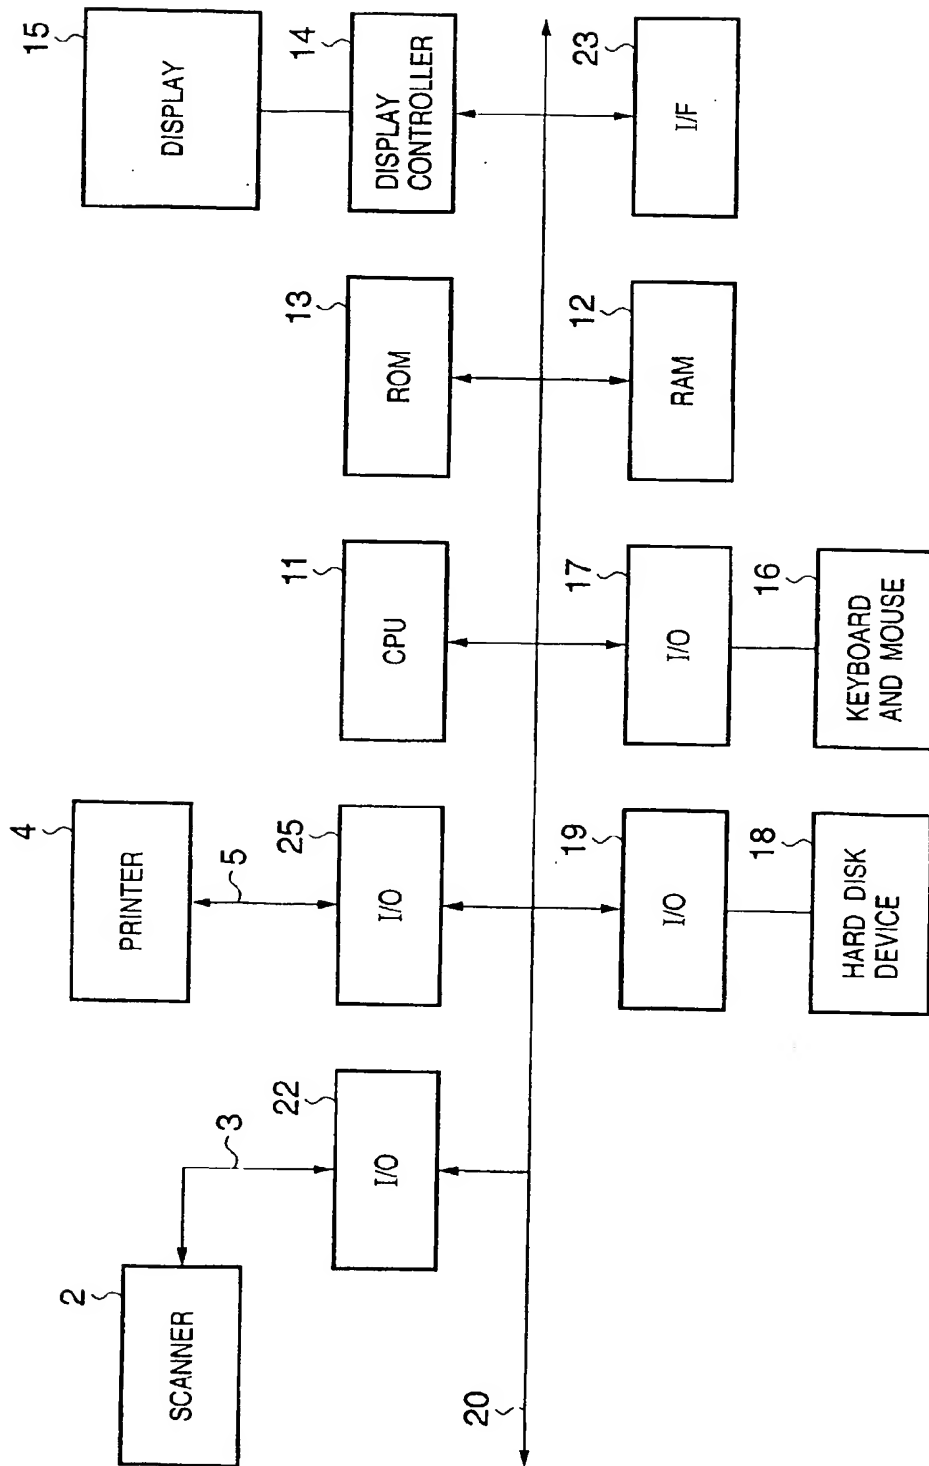 2
SCANNER
3
22
I/O
20
4
PRINTER
5
25
I/O
19
I/O
18
HARD DISK
DEVICE
11
CPU
17
I/O
16
KEYBOARD
AND MOUSE
13
ROM
12
RAM
15
DISPLAY
14
DISPLAY
CONTROLLER
23
I/F